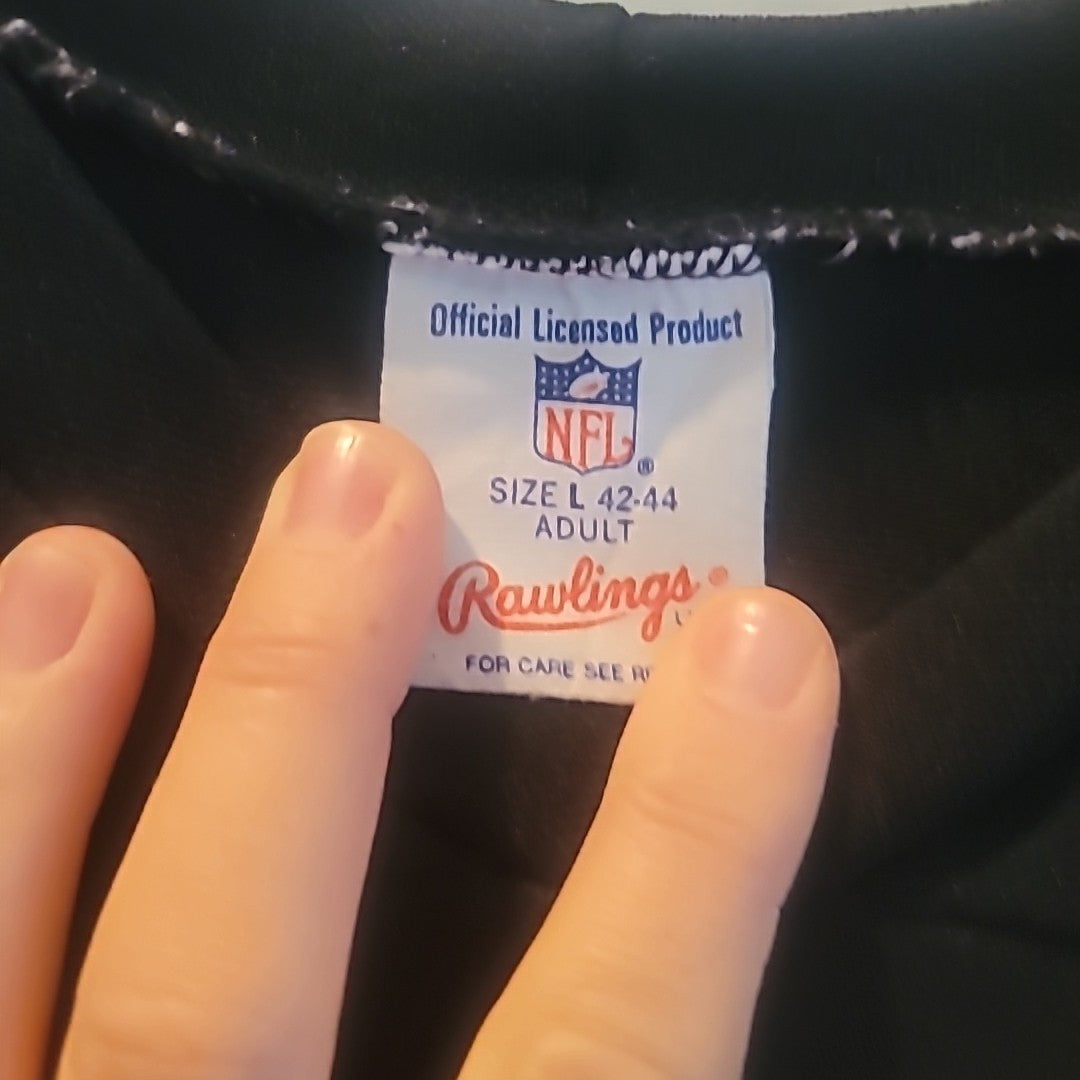 Official Licensed Product
NFL ®
SIZE L 42-44
ADULT
Rawlings ®
FOR CARE SEE